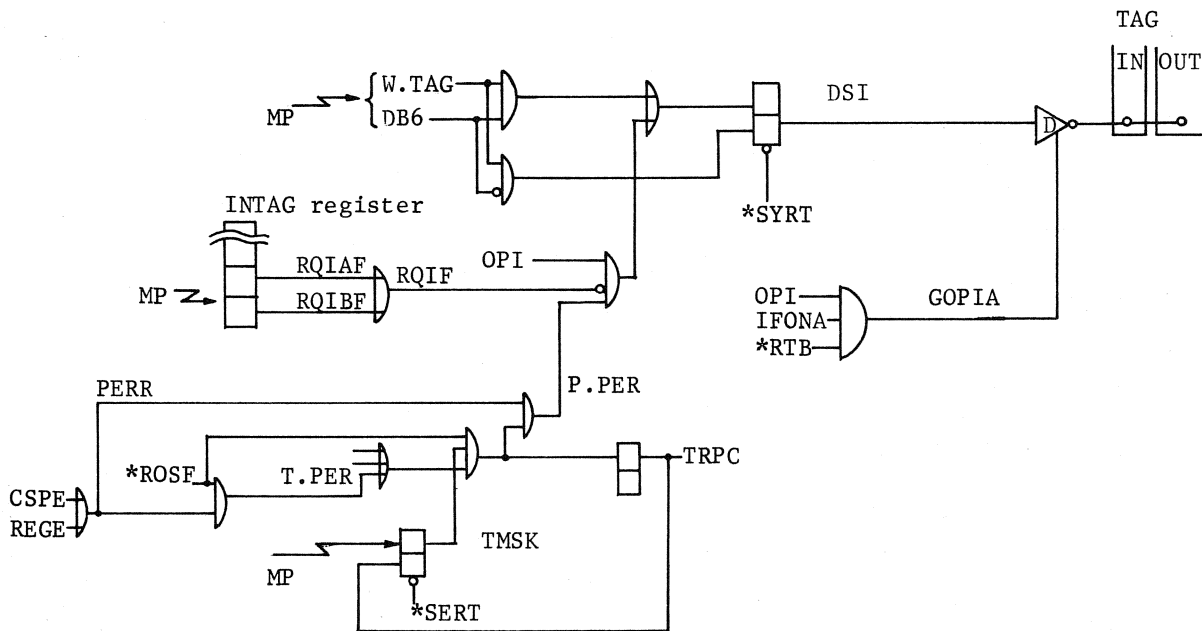 TAG
IN OUT
W.TAG
DSI
MP
DB6
D
*SYRT
INTAG register
OPI
RQIAF
RQIF
MP
RQIBF
OPI
GOPIA
IFONA
*RTB
P.PER
PERR
*ROSF
T.PER
TRPC
CSPE
REGE
TMSK
MP
*SERT